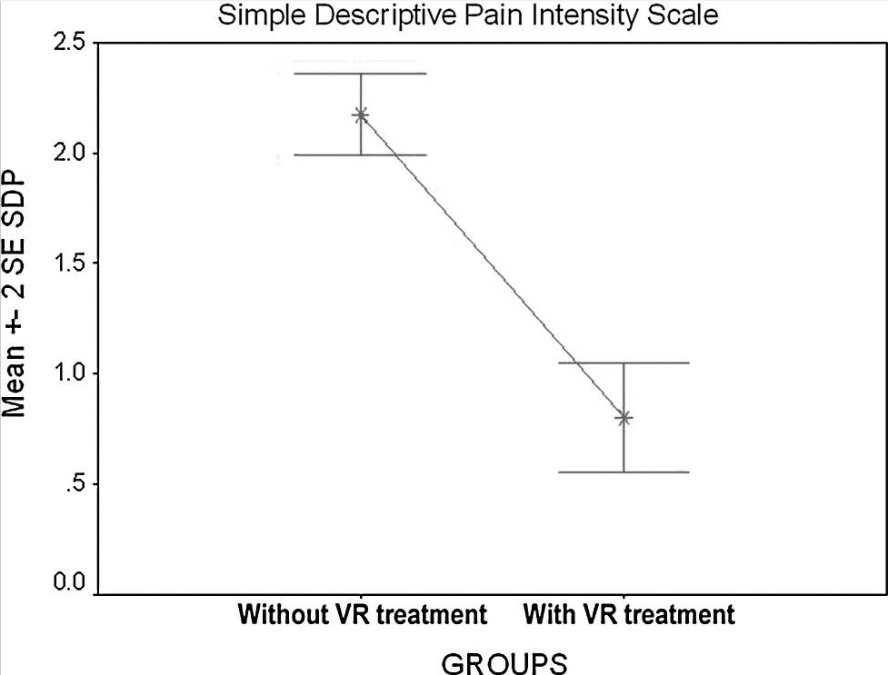 Simple Descriptive Pain Intensity Scale
Mean +- 2 SE SDP
2.5
2.0
1.5
1.0
.5
0.0
Without VR treatment
With VR treatment
GROUPS